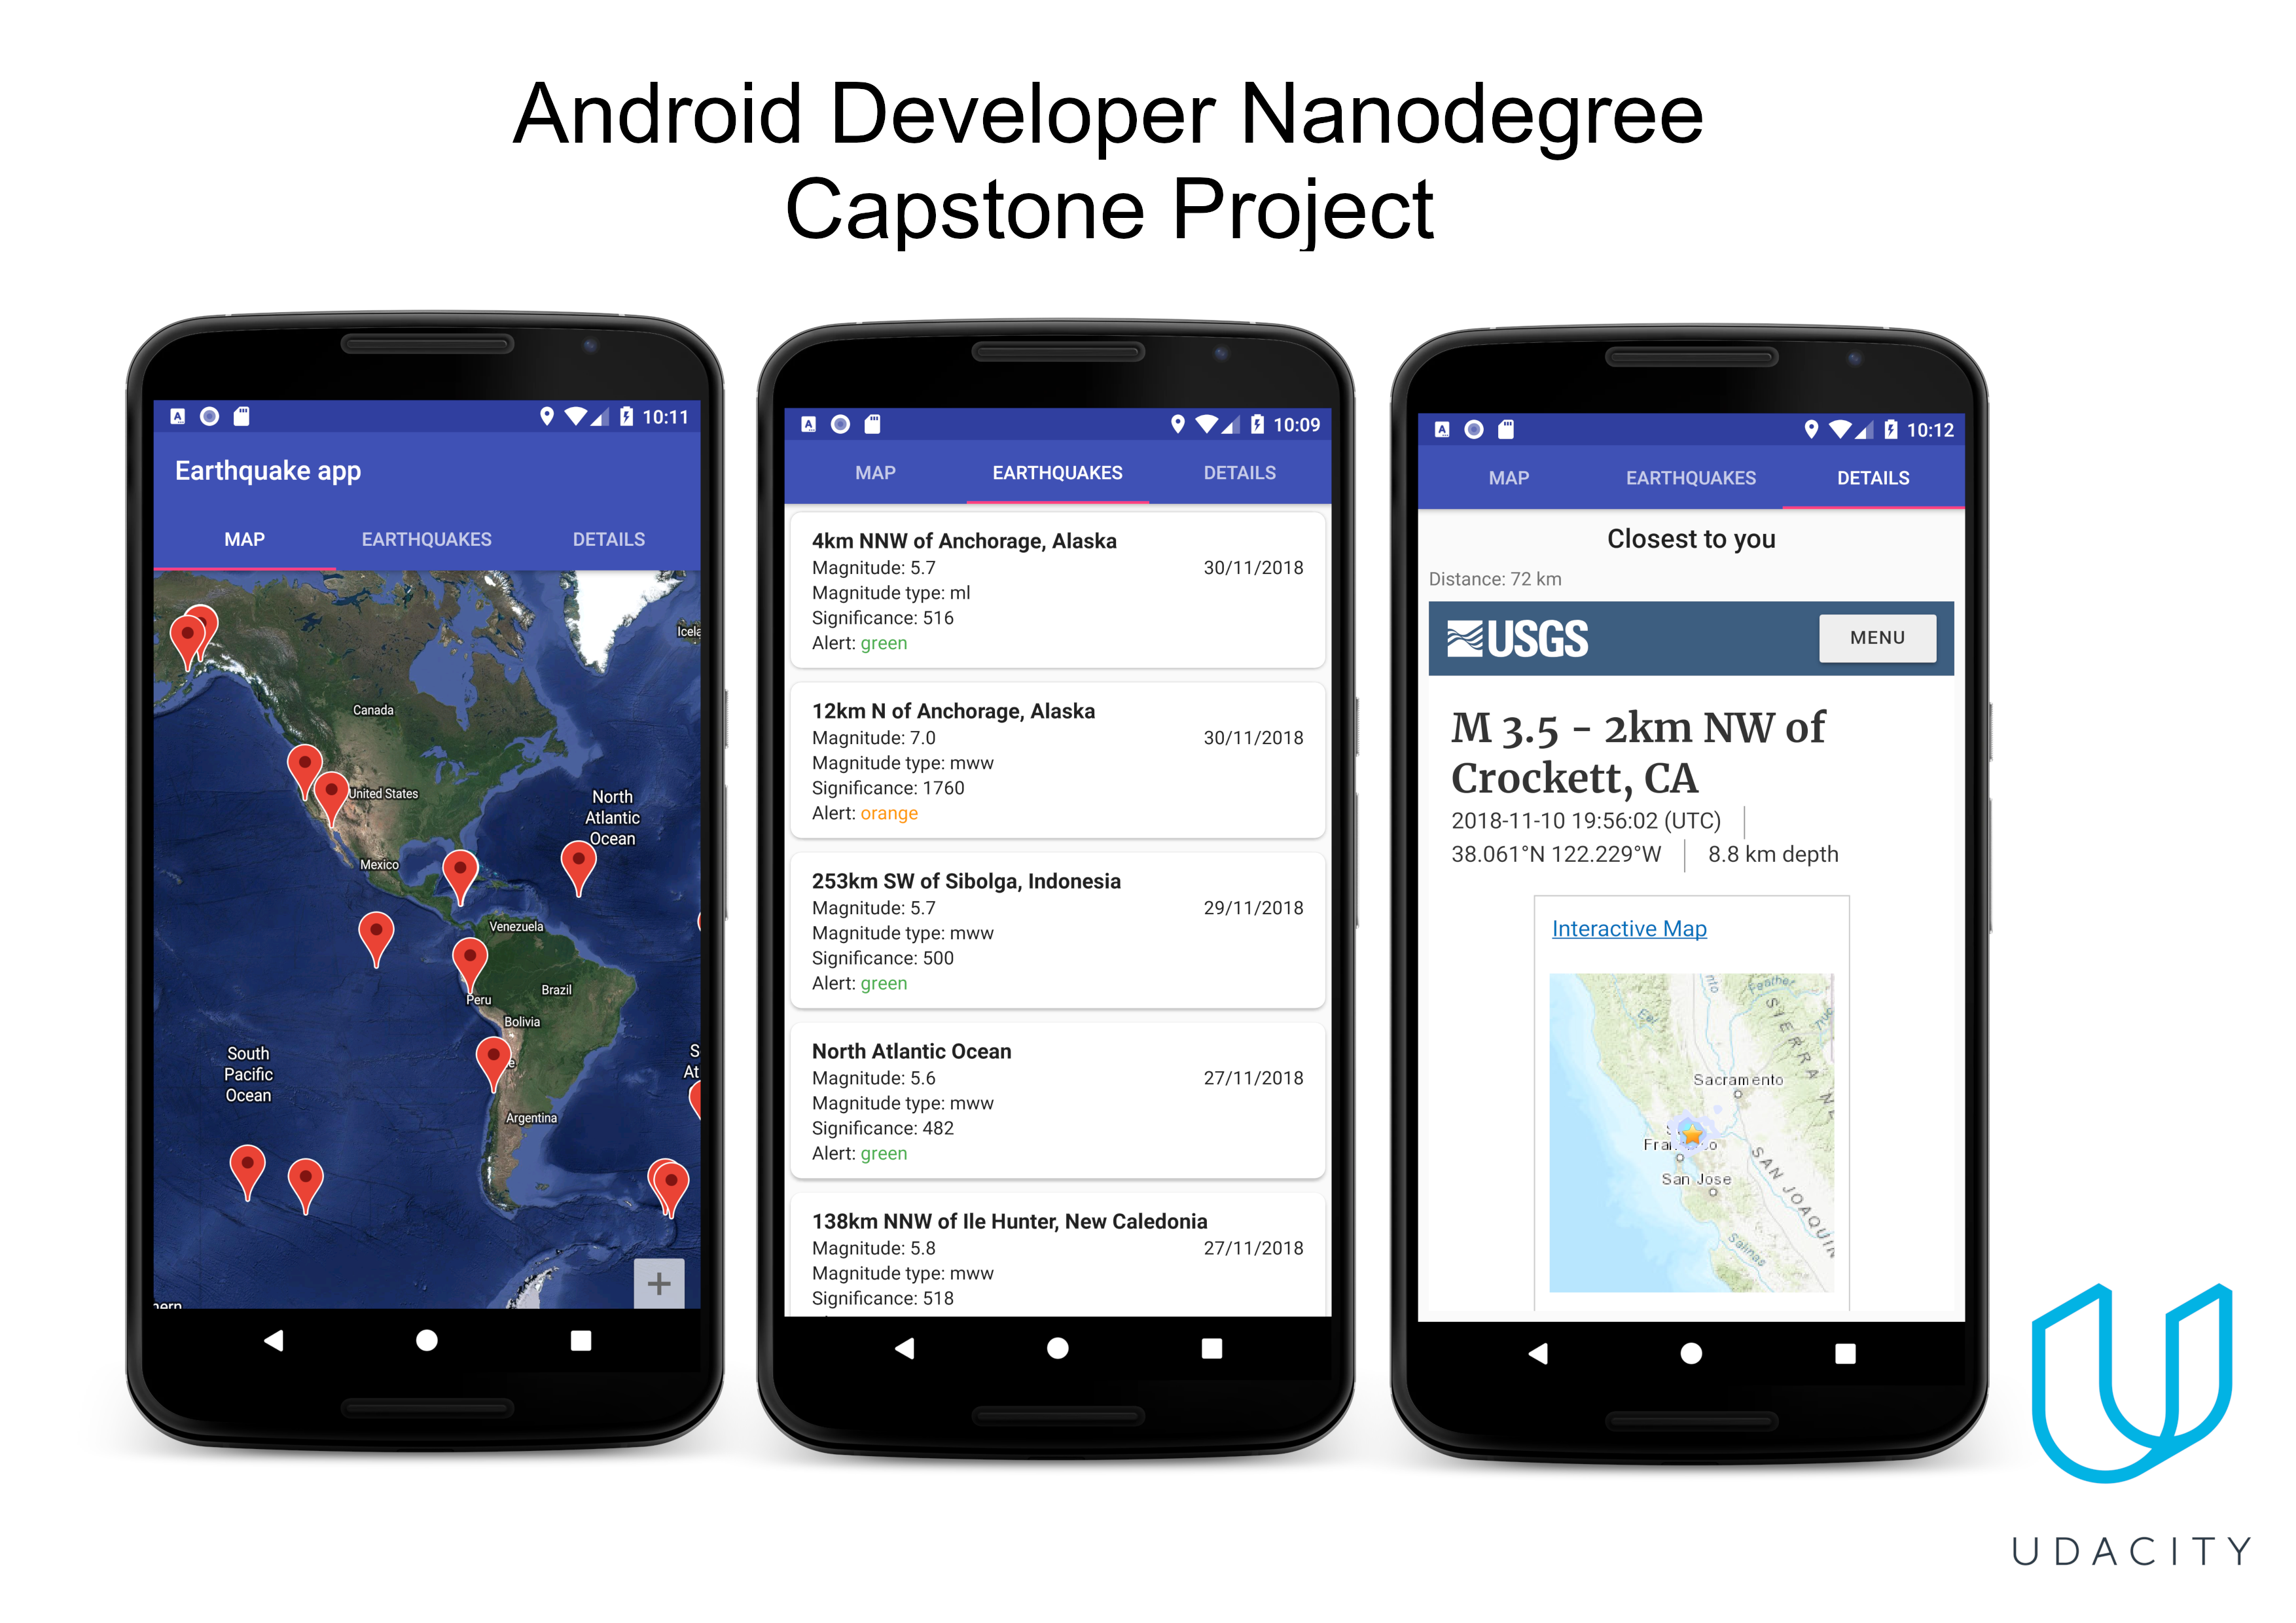 Android Developer Nanodegree
Capstone Project
10:11
Earthquake app
MAP EARTHQUAKES DETAILS
Canada
United States
North
Atlantic
Ocean
Mexico
Venezuela
Brazil
Peru
Bolivia
South
Pacific
Ocean
Argentina
+
10:09
MAP EARTHQUAKES DETAILS
4km NNW of Anchorage, Alaska
Magnitude: 5.7 30/11/2018
Magnitude type: ml
Significance: 516
Alert: green
12km N of Anchorage, Alaska
Magnitude: 7.0 30/11/2018
Magnitude type: mww
Significance: 1760
Alert: orange
253km SW of Sibolga, Indonesia
Magnitude: 5.7 29/11/2018
Magnitude type: mww
Significance: 500
Alert: green
North Atlantic Ocean
Magnitude: 5.6 27/11/2018
Magnitude type: mww
Significance: 482
Alert: green
138km NNW of Ile Hunter, New Caledonia
Magnitude: 5.8 27/11/2018
Magnitude type: mww
Significance: 518
10:12
MAP EARTHQUAKES DETAILS
Closest to you
Distance: 72 km
USGS MENU
M 3.5 - 2km NW of
Crockett, CA
2018-11-10 19:56:02 (UTC)
38.061°N 122.229°W 8.8 km depth
Interactive Map
Feather
Eel
SIERRA
Sacramento
San Jose
SAN JOAQUIN
Salinas
UDACITY